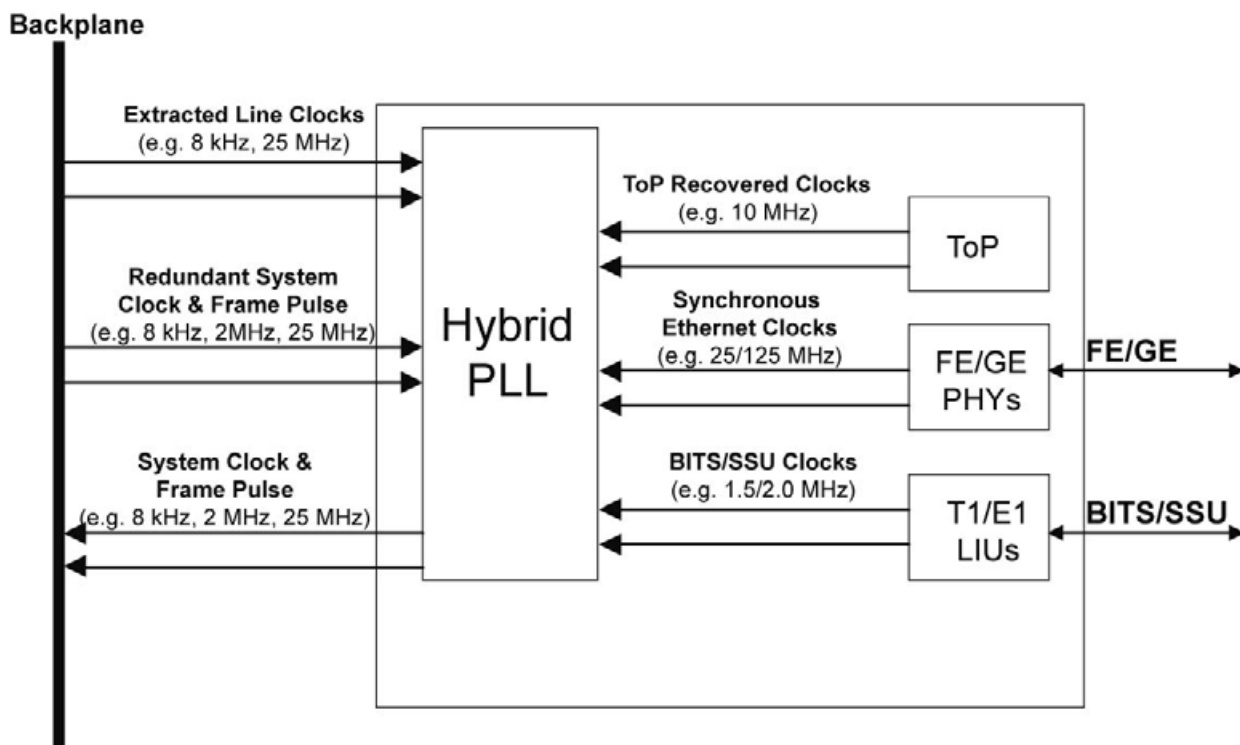 Backplane
Extracted Line Clocks
(e.g. 8 kHz, 25 MHz)
Redundant System
Clock & Frame Pulse
(e.g. 8 kHz, 2MHz, 25 MHz)
System Clock &
Frame Pulse
(e.g. 8 kHz, 2 MHz, 25 MHz)
Hybrid
PLL
ToP Recovered Clocks
(e.g. 10 MHz)
Synchronous
Ethernet Clocks
(e.g. 25/125 MHz)
BITS/SSU Clocks
(e.g. 1.5/2.0 MHz)
ToP
FE/GE
PHYs
T1/E1
LIUs
FE/GE
BITS/SSU